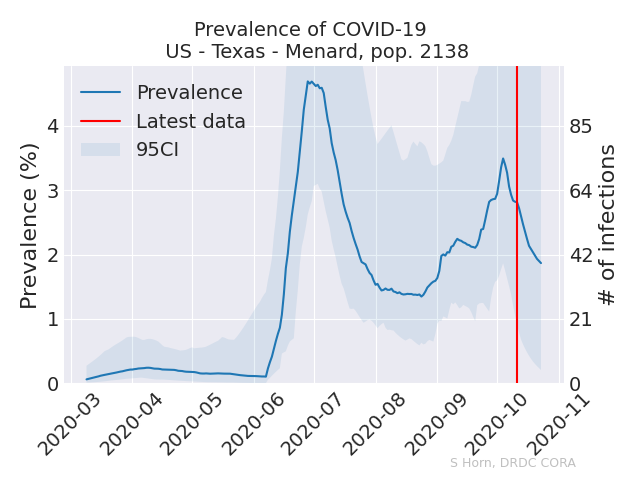 Prevalence of COVID-19
US - Texas - Menard, pop. 2138
Prevalence
Latest data
95CI
Prevalence (%)
4
3
2
1
0
85
64
42
21
0
# of infections
2020-03
2020-04
2020-05
2020-06
2020-07
2020-08
2020-09
2020-10
2020-11
S Horn, DRDC CORA